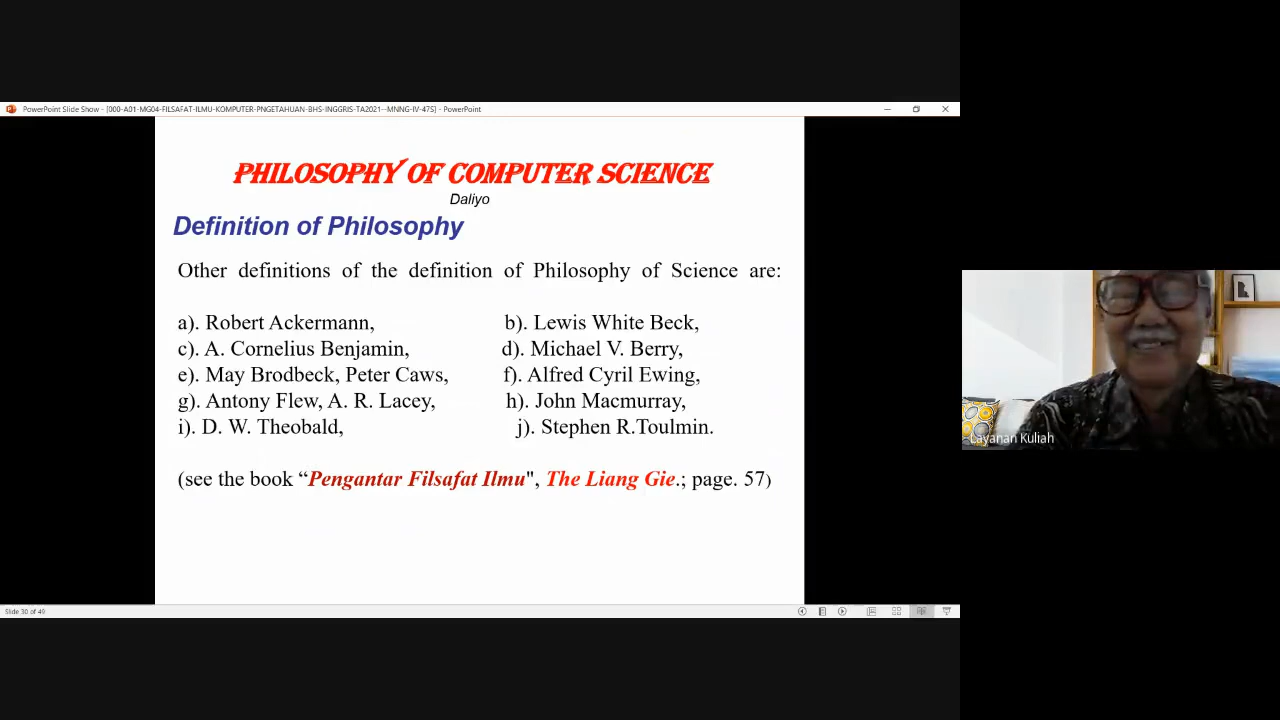 PowerPoint Slide Show - [000-A01-MG04-FILSAFAT-ILMU-KOMPUTER-PNGETAHUAN-BHS-INGGRIS-TA2021--MNNG-IV-47S] - PowerPoint
PHILOSOPHY OF COMPUTER SCIENCE
Daliyo
Definition of Philosophy
Other definitions of the definition of Philosophy of Science are:
a). Robert Ackermann, b). Lewis White Beck,
c). A. Cornelius Benjamin, d). Michael V. Berry,
e). May Brodbeck, Peter Caws, f). Alfred Cyril Ewing,
g). Antony Flew, A. R. Lacey, h). John Macmurray,
i). D. W. Theobald, j). Stephen R.Toulmin.
(see the book “Pengantar Filsafat Ilmu", The Liang Gie.; page. 57)
Slide 30 of 49
Layanan Kuliah